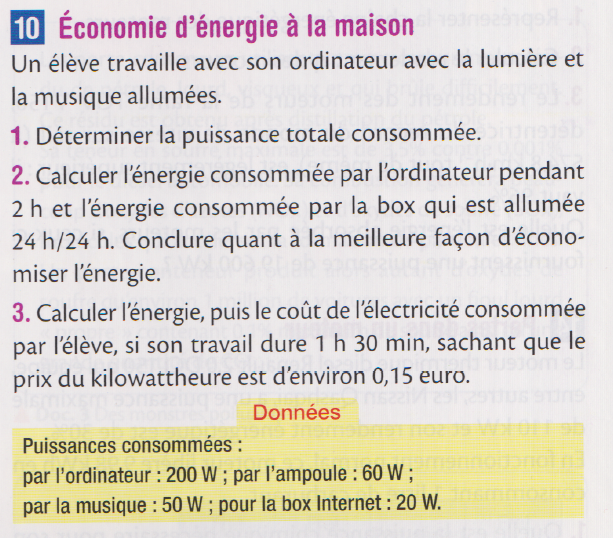 10 Économie d'énergie à la maison
Un élève travaille avec son ordinateur avec la lumière et
la musique allumées.
1. Déterminer la puissance totale consommée.
2. Calculer l'énergie consommée par l'ordinateur pendant
2 h et l'énergie consommée par la box qui est allumée
24 h/24 h. Conclure quant à la meilleure façon d'écono-
miser l'énergie.
3. Calculer l'énergie, puis le coût de l'électricité consommée
par l'élève, si son travail dure 1 h 30 min, sachant que le
prix du kilowattheure est d'environ 0,15 euro.
Données
Puissances consommées
par l'ordinateur : 200 W ; par l'ampoule : 60 W ;
par la musique : 50 W ; pour la box Internet : 20 W.